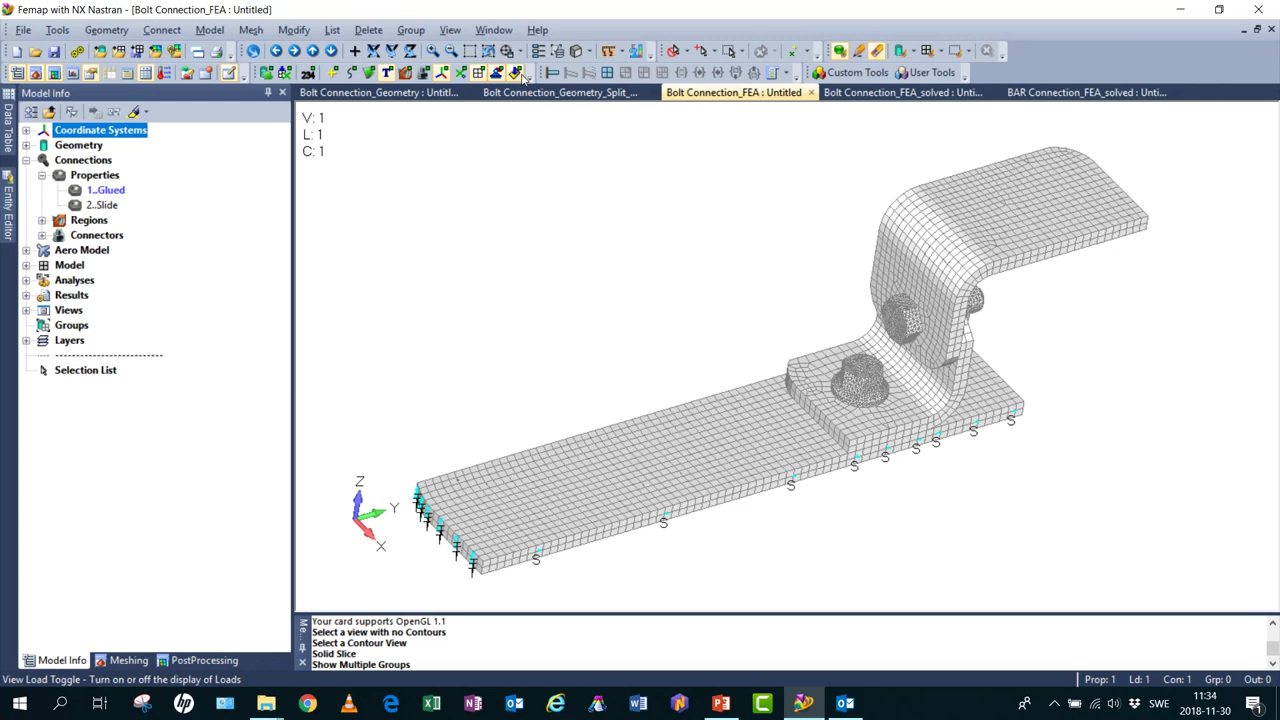 Femap with NX Nastran - [Bolt Connection_FEA : Untitled]
File Tools Geometry Connect Model Mesh Modify List Delete Group View Window Help
234
T
Custom Tools User Tools
Model Info
Bolt Connection_Geometry : Untitl... Bolt Connection_Geometry_Split_... Bolt Connection_FEA : Untitled Bolt Connection_FEA_solved : Unti... BAR Connection_FEA_solved : Unti...
Data Table
Entity Editor
Coordinate Systems
Geometry
Connections
Properties
1..Glued
2..Slide
Regions
Connectors
Aero Model
Model
Analyses
Results
Views
Groups
Layers
Selection List
V: 1
L: 1
C: 1
Z
Y
X
S
S
S
S
S
S
S
S
S
Me...
Your card supports OpenGL 1.1
Select a view with no Contours
Select a Contour View
Solid Slice
Show Multiple Groups
Model Info Meshing PostProcessing
View Load Toggle - Turn on or off the display of Loads
Prop: 1 Ld: 1 Con: 1 Grp: 0 Out: 0
SWE
11:34
2018-11-30